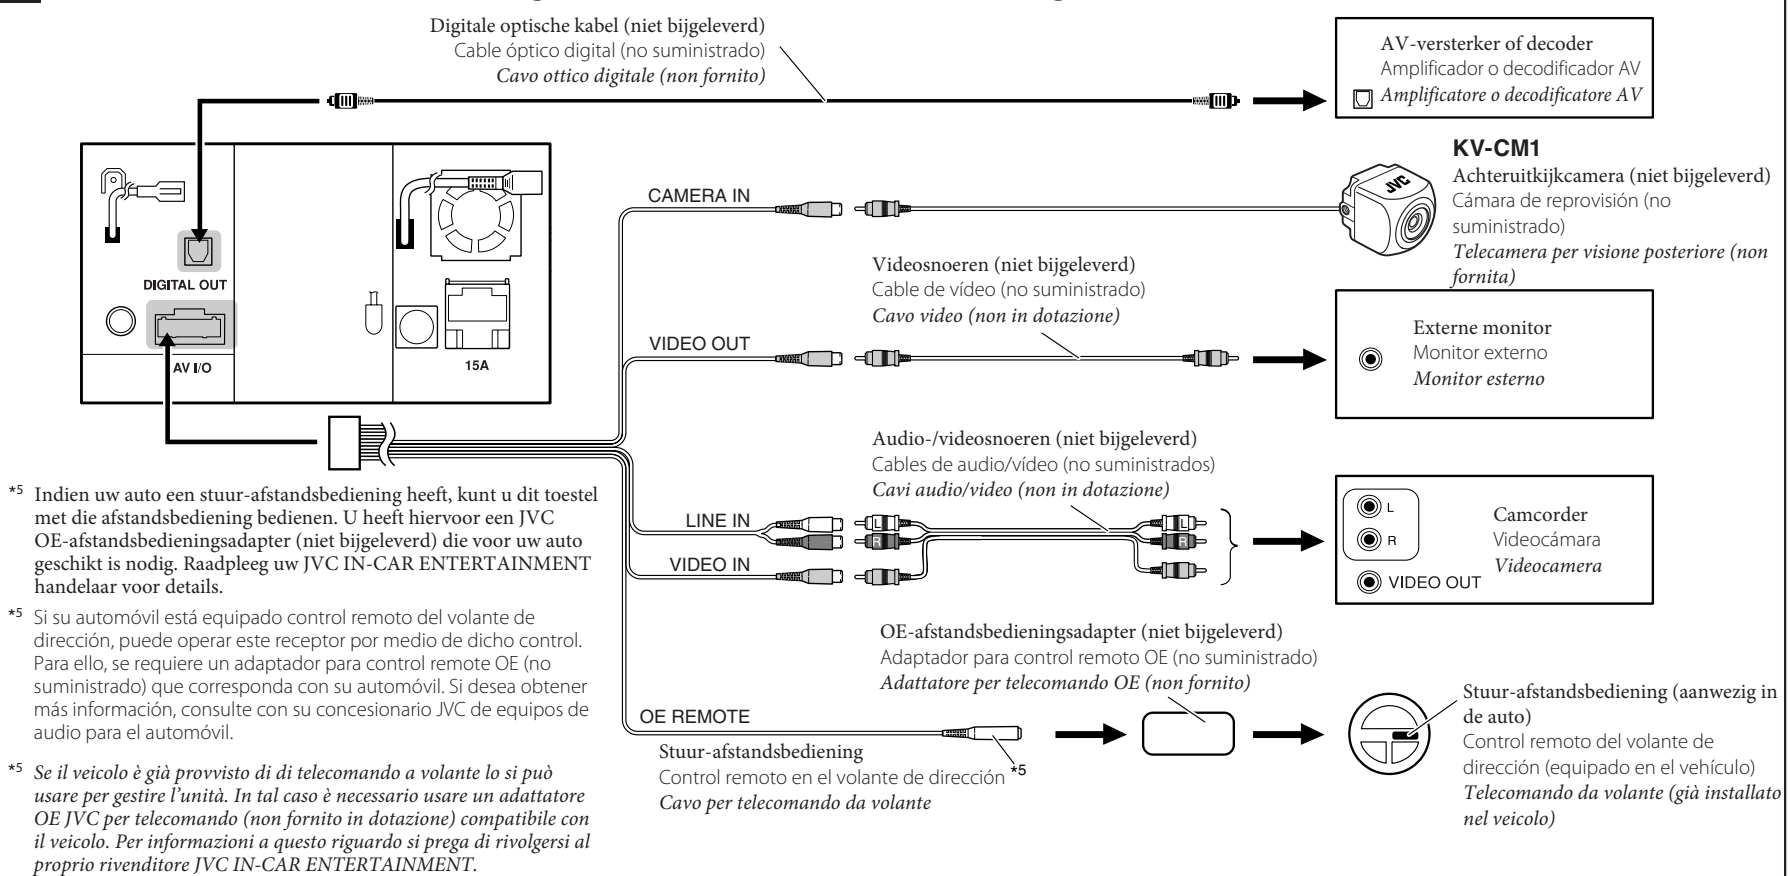 Digitale optische kabel (niet bijgeleverd)
Cable óptico digital (no suministrado)
Cavo ottico digitale (non fornito)
AV-versterker of decoder
Amplificador o decodificador AV
Amplificatore o decodificatore AV
KV-CM1
Achteruitkijkcamera (niet bijgeleverd)
Cámara de reprovisión (no
suministrado)
Telecamera per visione posteriore (non
fornita)
JVC
CAMERA IN
DIGITAL OUT
AV I/O
15A
Videosnoeren (niet bijgeleverd)
Cable de vídeo (no suministrado)
Cavo video (non in dotazione)
VIDEO OUT
Externe monitor
Monitor externo
Monitor esterno
Audio-/videosnoeren (niet bijgeleverd)
Cables de audio/vídeo (no suministrados)
Cavi audio/video (non in dotazione)
LINE IN
VIDEO IN
L
R
L
R
L
R
VIDEO OUT
Camcorder
Videocámara
Videocamera
*5 Indien uw auto een stuur-afstandsbediening heeft, kunt u dit toestel
met die afstandsbediening bedienen. U heeft hiervoor een JVC
OE-afstandsbedieningsadapter (niet bijgeleverd) die voor uw auto
geschikt is nodig. Raadpleeg uw JVC IN-CAR ENTERTAINMENT
handelaar voor details.
*5 Si su automóvil está equipado control remoto del volante de
dirección, puede operar este receptor por medio de dicho control.
Para ello, se requiere un adaptador para control remote OE (no
suministrado) que corresponda con su automóvil. Si desea obtener
más información, consulte con su concesionario JVC de equipos de
audio para el automóvil.
*5 Se il veicolo è già provvisto di di telecomando a volante lo si può
usare per gestire l'unità. In tal caso è necessario usare un adattatore
OE JVC per telecomando (non fornito in dotazione) compatibile con
il veicolo. Per informazioni a questo riguardo si prega di rivolgersi al
proprio rivenditore JVC IN-CAR ENTERTAINMENT.
OE-afstandsbedieningsadapter (niet bijgeleverd)
Adaptador para control remoto OE (no suministrado)
Adattatore per telecomando OE (non fornito)
OE REMOTE
Stuur-afstandsbediening
Control remoto en el volante de dirección *5
Cavo per telecomando da volante
Stuur-afstandsbediening (aanwezig in
de auto)
Control remoto del volante de
dirección (equipado en el vehículo)
Telecomando da volante (già installato
nel veicolo)